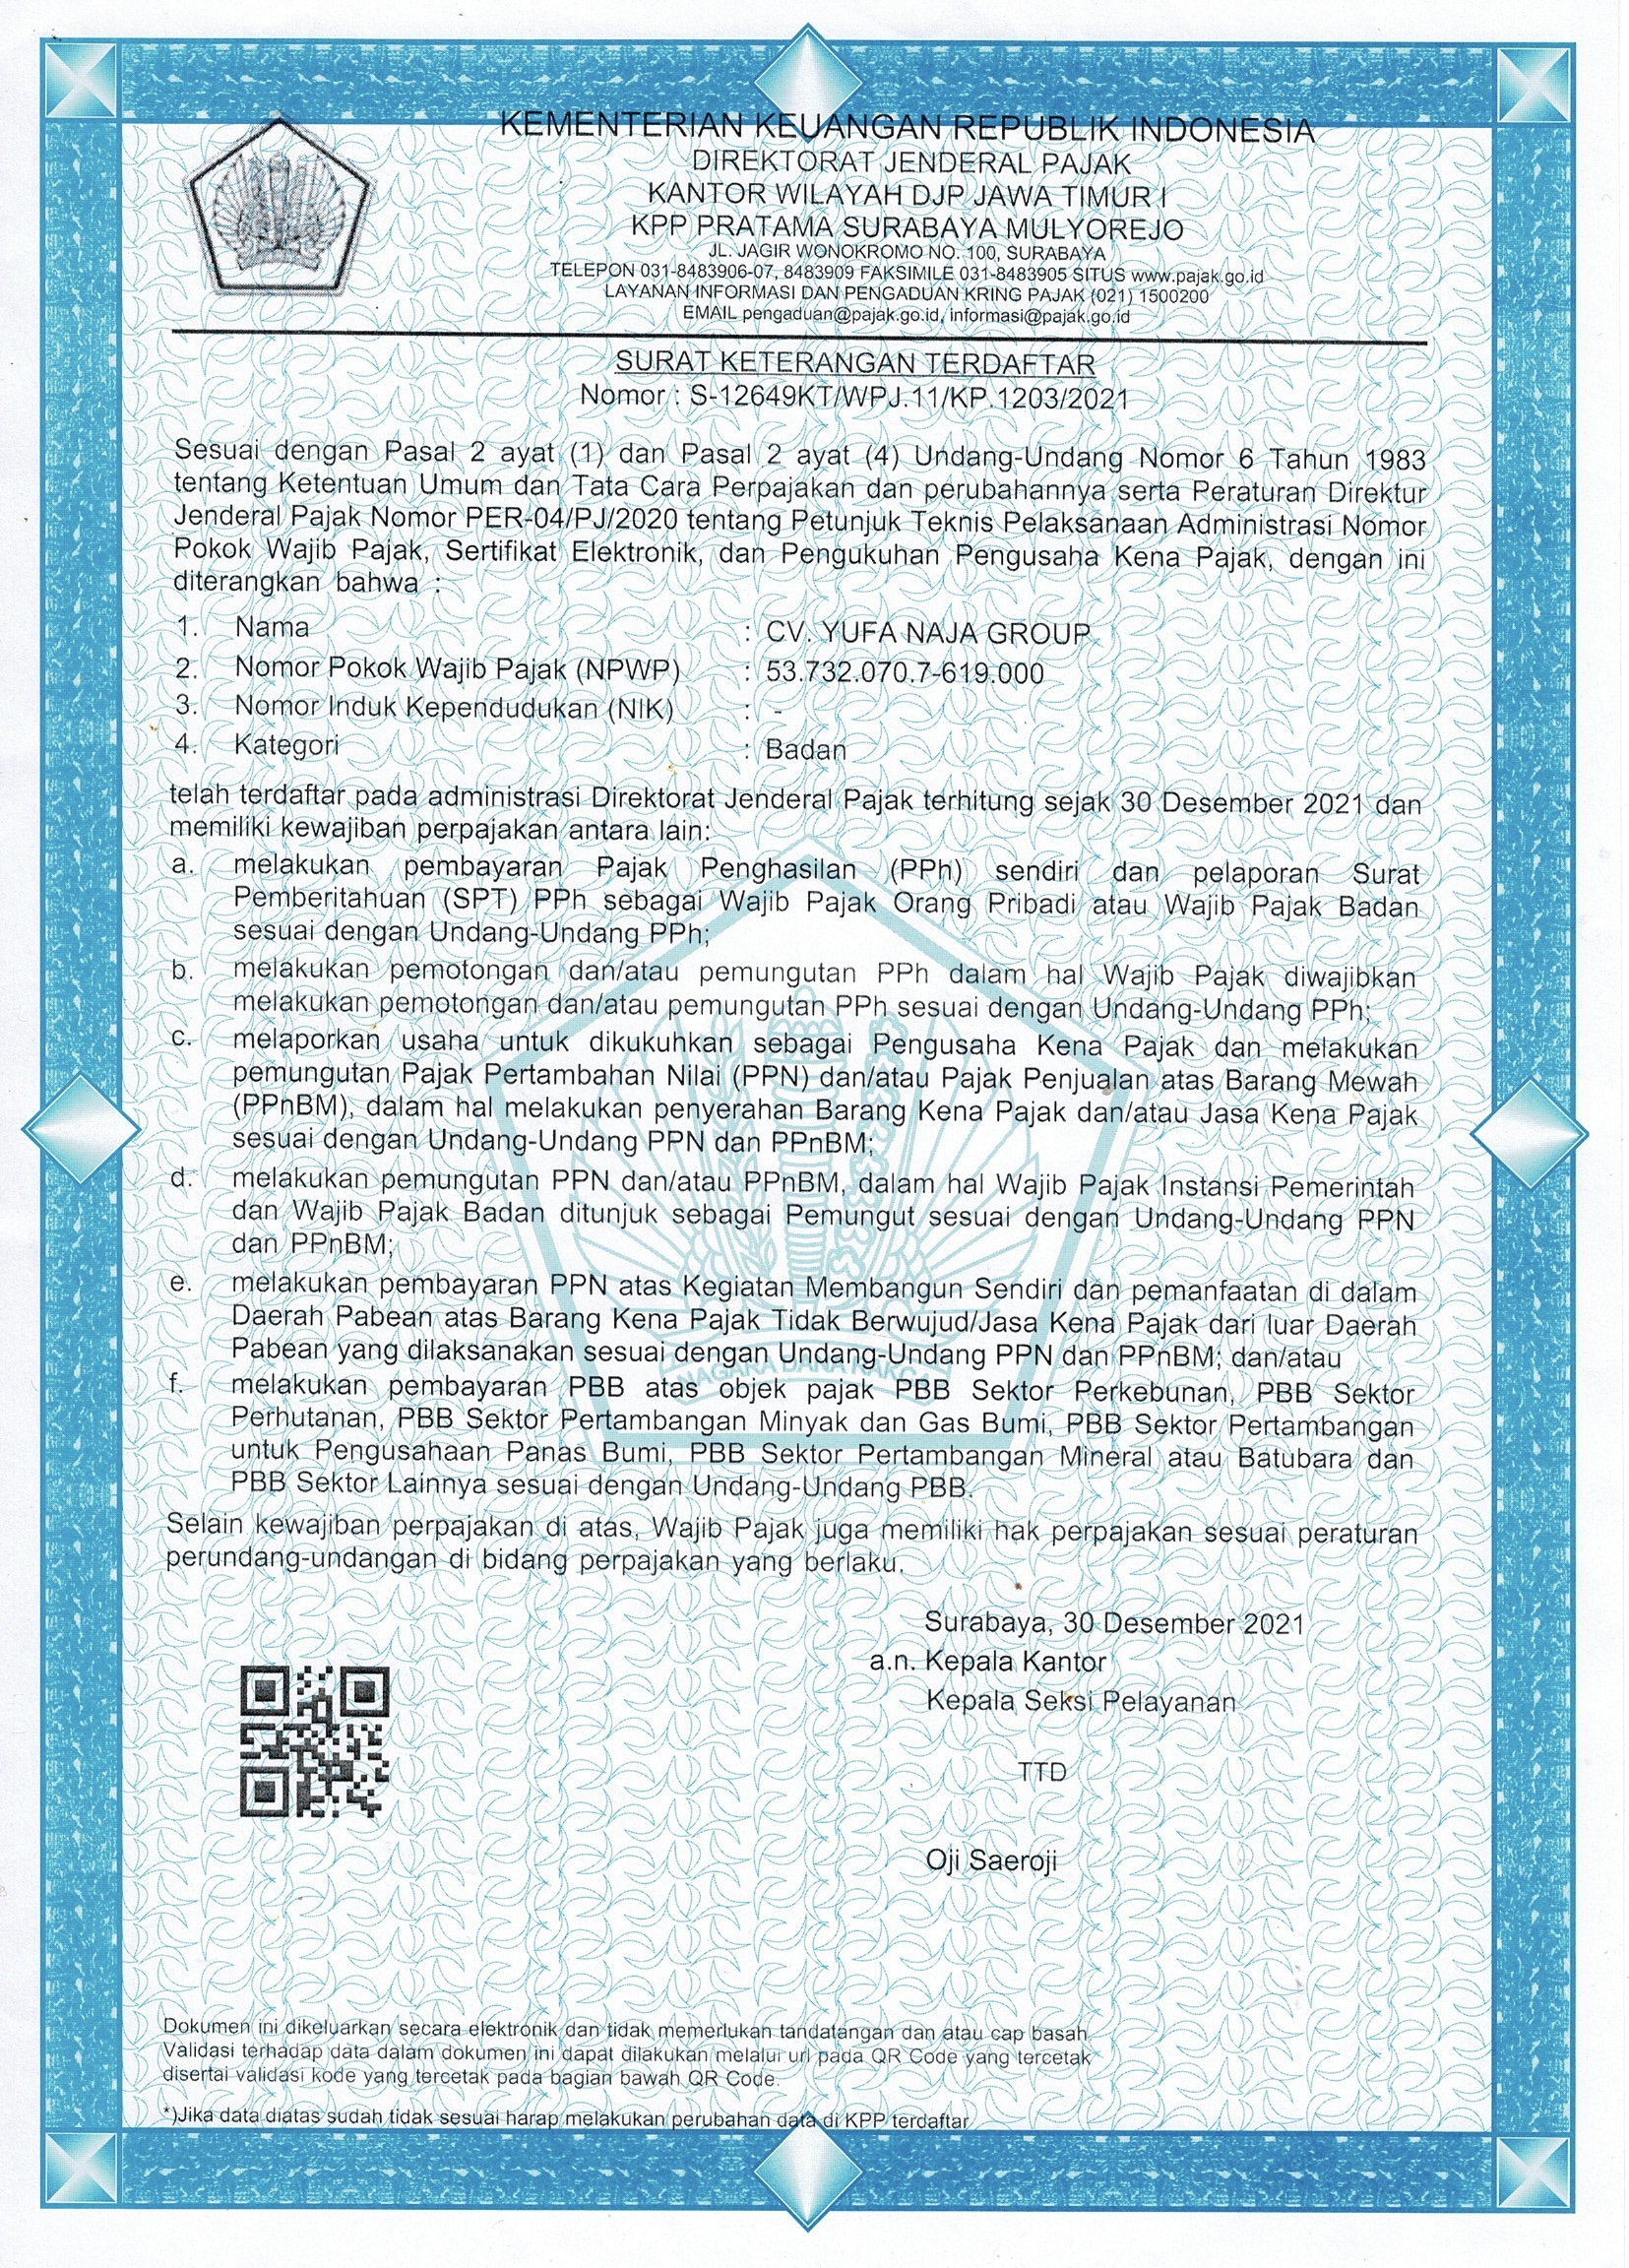 KEMENTERIAN KEUANGAN REPUBLIK INDONESIA
DIREKTORAT JENDERAL PAJAK
KANTOR WILAYAH DJP JAWA TIMUR I
KPP PRATAMA SURABAYA MULYOREJO
JL. JAGIR WONOKROMO NO. 100, SURABAYA
TELEPON 031-8483906-07, 8483909 FAKSIMILE 031-8483905 SITUS www.pajak.go.id
LAYANAN INFORMASI DAN PENGADUAN KRING PAJAK (021) 1500200
EMAIL pengaduan@pajak.go.id, informasi@pajak.go.id
SURAT KETERANGAN TERDAFTAR
Nomor : S-12649KT/WPJ.11/KP.1203/2021
Sesuai dengan Pasal 2 ayat (1) dan Pasal 2 ayat (4) Undang-Undang Nomor 6 Tahun 1983
tentang Ketentuan Umum dan Tata Cara Perpajakan dan perubahannya serta Peraturan Direktur
Jenderal Pajak Nomor PER-04/PJ/2020 tentang Petunjuk Teknis Pelaksanaan Administrasi Nomor
Pokok Wajib Pajak, Sertifikat Elektronik, dan Pengukuhan Pengusaha Kena Pajak, dengan ini
diterangkan bahwa :
1. Nama : CV. YUFA NAJA GROUP
2. Nomor Pokok Wajib Pajak (NPWP) : 53.732.070.7-619.000
3. Nomor Induk Kependudukan (NIK) : -
4. Kategori : Badan
telah terdaftar pada administrasi Direktorat Jenderal Pajak terhitung sejak 30 Desember 2021 dan
memiliki kewajiban perpajakan antara lain:
a. melakukan pembayaran Pajak Penghasilan (PPh) sendiri dan pelaporan Surat
Pemberitahuan (SPT) PPh sebagai Wajib Pajak Orang Pribadi atau Wajib Pajak Badan
sesuai dengan Undang-Undang PPh;
b. melakukan pemotongan dan/atau pemungutan PPh dalam hal Wajib Pajak diwajibkan
melakukan pemotongan dan/atau pemungutan PPh sesuai dengan Undang-Undang PPh;
c. melaporkan usaha untuk dikukuhkan sebagai Pengusaha Kena Pajak dan melakukan
pemungutan Pajak Pertambahan Nilai (PPN) dan/atau Pajak Penjualan atas Barang Mewah
(PPnBM), dalam hal melakukan penyerahan Barang Kena Pajak dan/atau Jasa Kena Pajak
sesuai dengan Undang-Undang PPN dan PPnBM;
d. melakukan pemungutan PPN dan/atau PPnBM, dalam hal Wajib Pajak Instansi Pemerintah
dan Wajib Pajak Badan ditunjuk sebagai Pemungut sesuai dengan Undang-Undang PPN
dan PPnBM;
e. melakukan pembayaran PPN atas Kegiatan Membangun Sendiri dan pemanfaatan di dalam
Daerah Pabean atas Barang Kena Pajak Tidak Berwujud/Jasa Kena Pajak dari luar Daerah
Pabean yang dilaksanakan sesuai dengan Undang-Undang PPN dan PPnBM; dan/atau
f. melakukan pembayaran PBB atas objek pajak PBB Sektor Perkebunan, PBB Sektor
Perhutanan, PBB Sektor Pertambangan Minyak dan Gas Bumi, PBB Sektor Pertambangan
untuk Pengusahaan Panas Bumi, PBB Sektor Pertambangan Mineral atau Batubara dan
PBB Sektor Lainnya sesuai dengan Undang-Undang PBB.
Selain kewajiban perpajakan di atas, Wajib Pajak juga memiliki hak perpajakan sesuai peraturan
perundang-undangan di bidang perpajakan yang berlaku.
Surabaya, 30 Desember 2021
a.n. Kepala Kantor
Kepala Seksi Pelayanan
TTD
Oji Saeroji
Dokumen ini dikeluarkan secara elektronik dan tidak memerlukan tandatangan dan atau cap basah.
Validasi terhadap data dalam dokumen ini dapat dilakukan melalui url pada QR Code yang tercetak
disertai validasi kode yang tercetak pada bagian bawah QR Code.
*)Jika data diatas sudah tidak sesuai harap melakukan perubahan data di KPP terdaftar